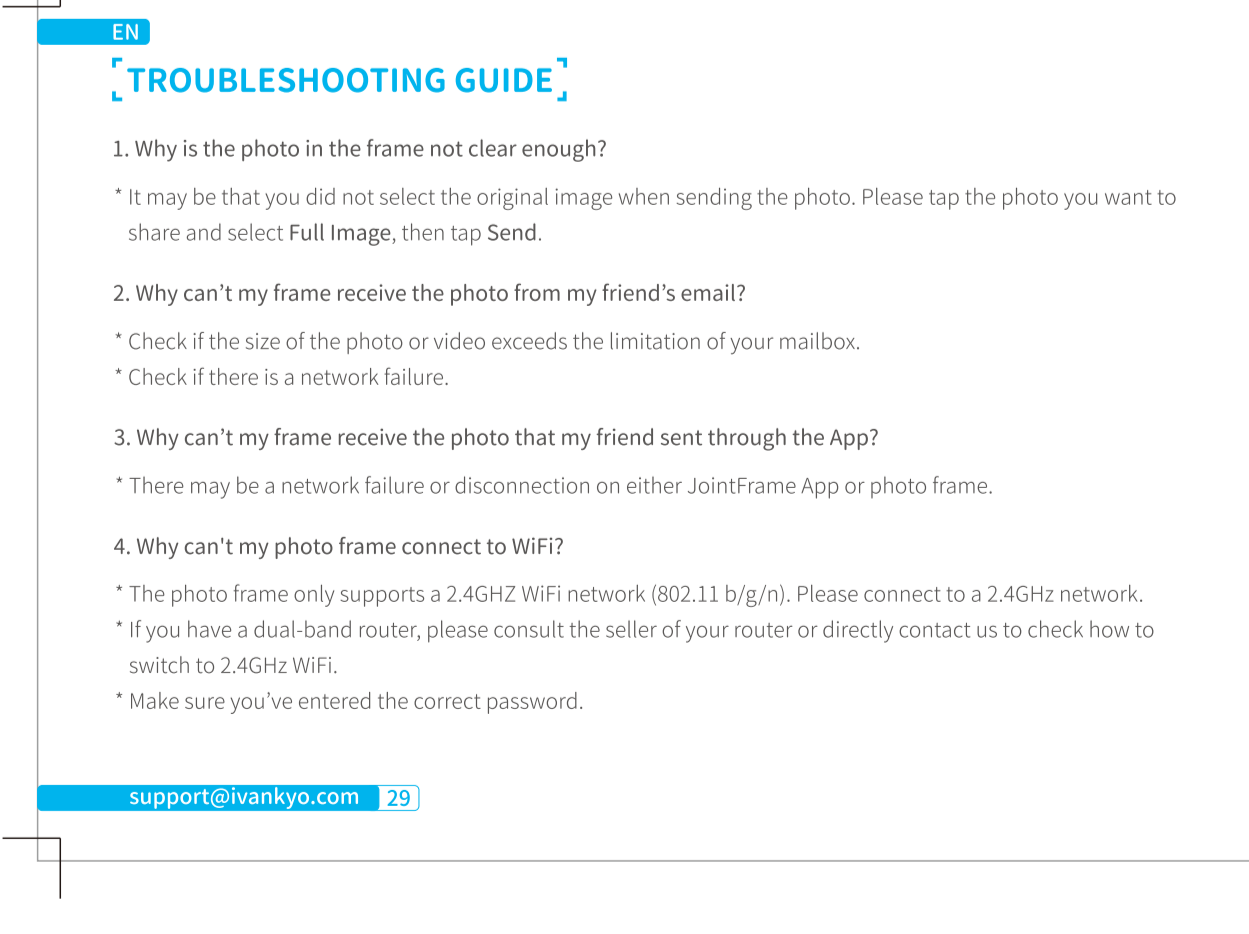 EN
TROUBLESHOOTING GUIDE
1. Why is the photo in the frame not clear enough?
* It may be that you did not select the original image when sending the photo. Please tap the photo you want to
share and select Full Image, then tap Send.
2. Why can’t my frame receive the photo from my friend’s email?
* Check if the size of the photo or video exceeds the limitation of your mailbox.
* Check if there is a network failure.
3. Why can’t my frame receive the photo that my friend sent through the App?
* There may be a network failure or disconnection on either JointFrame App or photo frame.
4. Why can't my photo frame connect to WiFi?
* The photo frame only supports a 2.4GHZ WiFi network (802.11 b/g/n). Please connect to a 2.4GHz network.
* If you have a dual-band router, please consult the seller of your router or directly contact us to check how to
switch to 2.4GHz WiFi.
* Make sure you’ve entered the correct password.
support@ivankyo.com 29